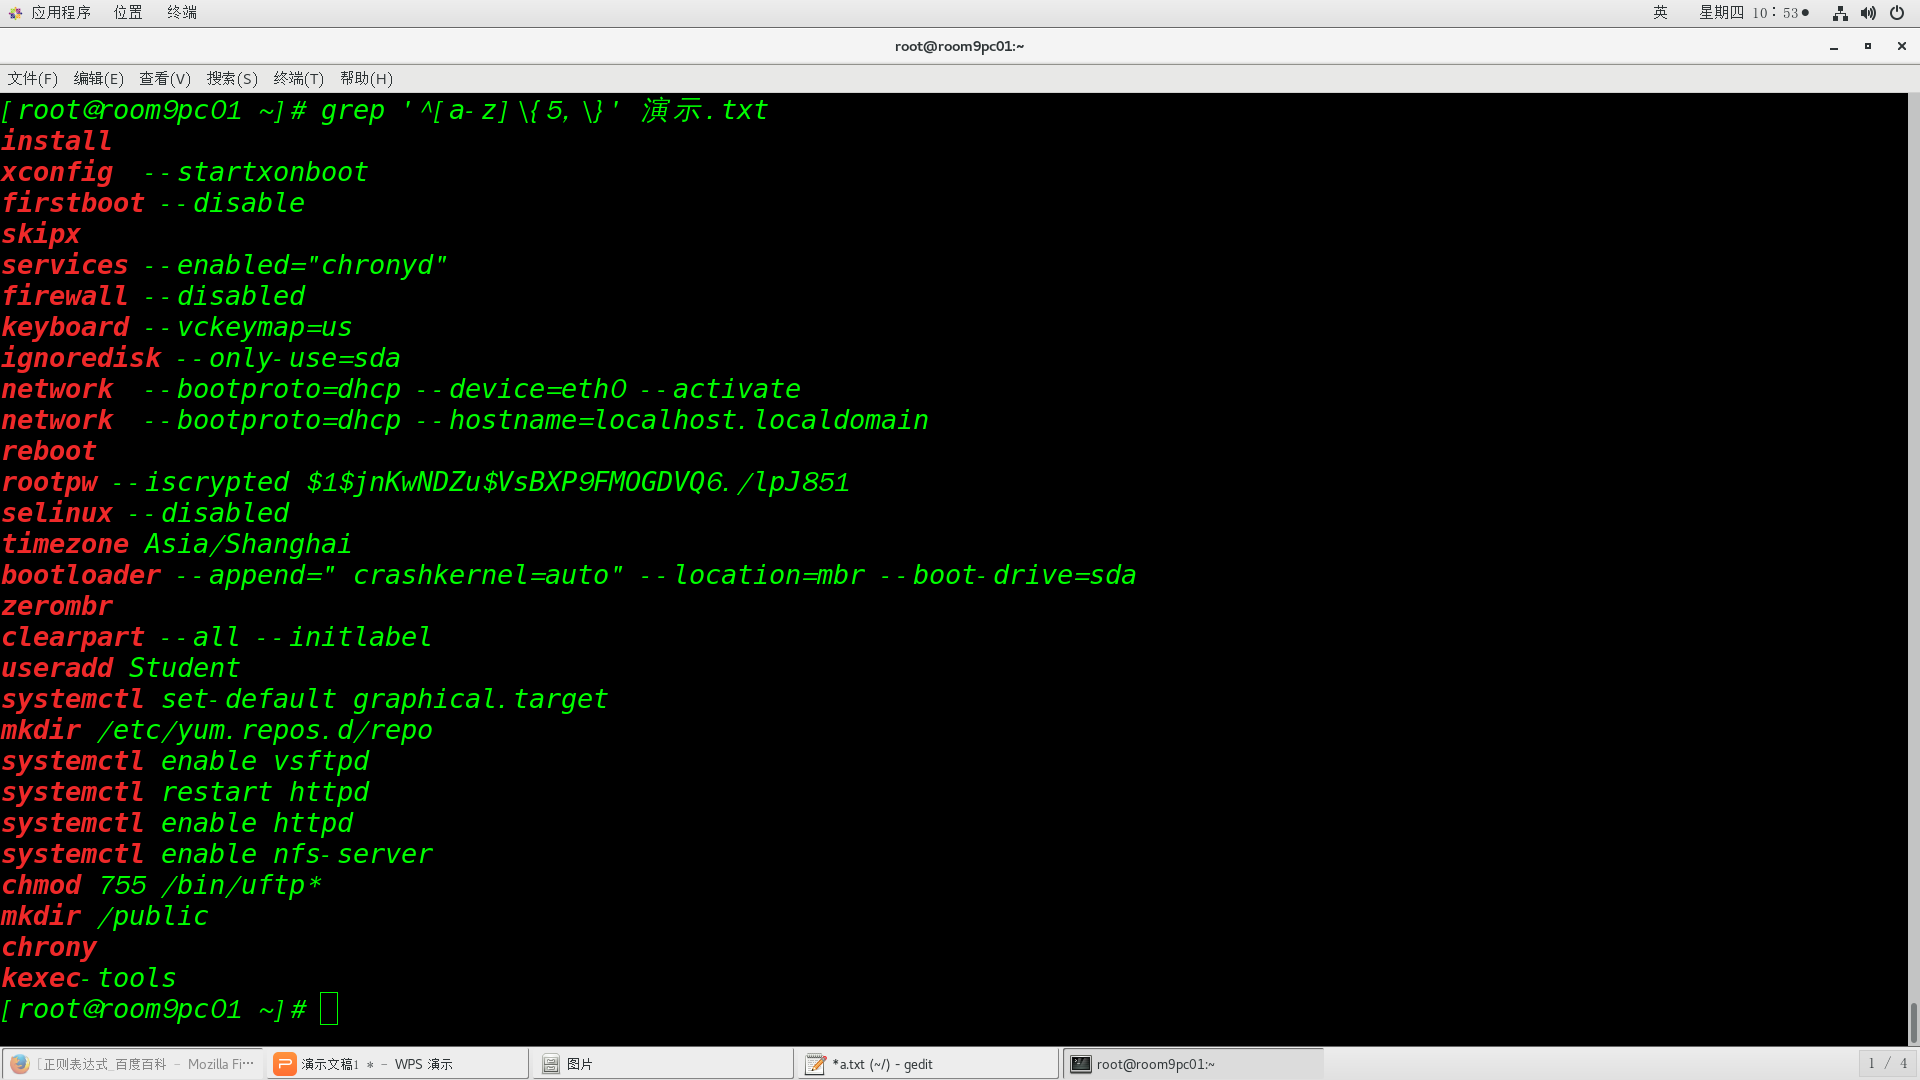 应用程序 位置 终端 英 星期四 10:53●
root@room9pc01:~
文件(F) 编辑(E) 查看(V) 搜索(S) 终端(T) 帮助(H)
[root@room9pc01 ~]# grep '^[a-z]\{5,\}' 演示.txt
install
xconfig  --startxonboot
firstboot --disable
skipx
services --enabled="chronyd"
firewall --disabled
keyboard --vckeymap=us
ignoredisk --only-use=sda
network  --bootproto=dhcp --device=eth0 --activate
network  --bootproto=dhcp --hostname=localhost.localdomain
reboot
rootpw --iscrypted $1$jnKwNDZu$VsBXP9FMOGDVQ6./lpJ851
selinux --disabled
timezone Asia/Shanghai
bootloader --append=" crashkernel=auto" --location=mbr --boot-drive=sda
zerombr
clearpart --all --initlabel
useradd Student
systemctl set-default graphical.target
mkdir /etc/yum.repos.d/repo
systemctl enable vsftpd
systemctl restart httpd
systemctl enable httpd
systemctl enable nfs-server
chmod 755 /bin/uftp*
mkdir /public
chrony
kexec-tools
[root@room9pc01 ~]#
[正则表达式_百度百科 – Mozilla Fi… 演示文稿1 * – WPS 演示 图片 *a.txt (~/) - gedit root@room9pc01:~ 1 / 4